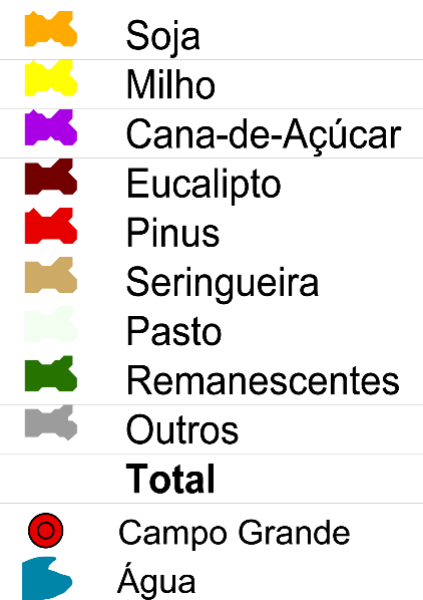 Soja
Milho
Cana-de-Açúcar
Eucalipto
Pinus
Seringueira
Pasto
Remanescentes
Outros
Total
Campo Grande
Água